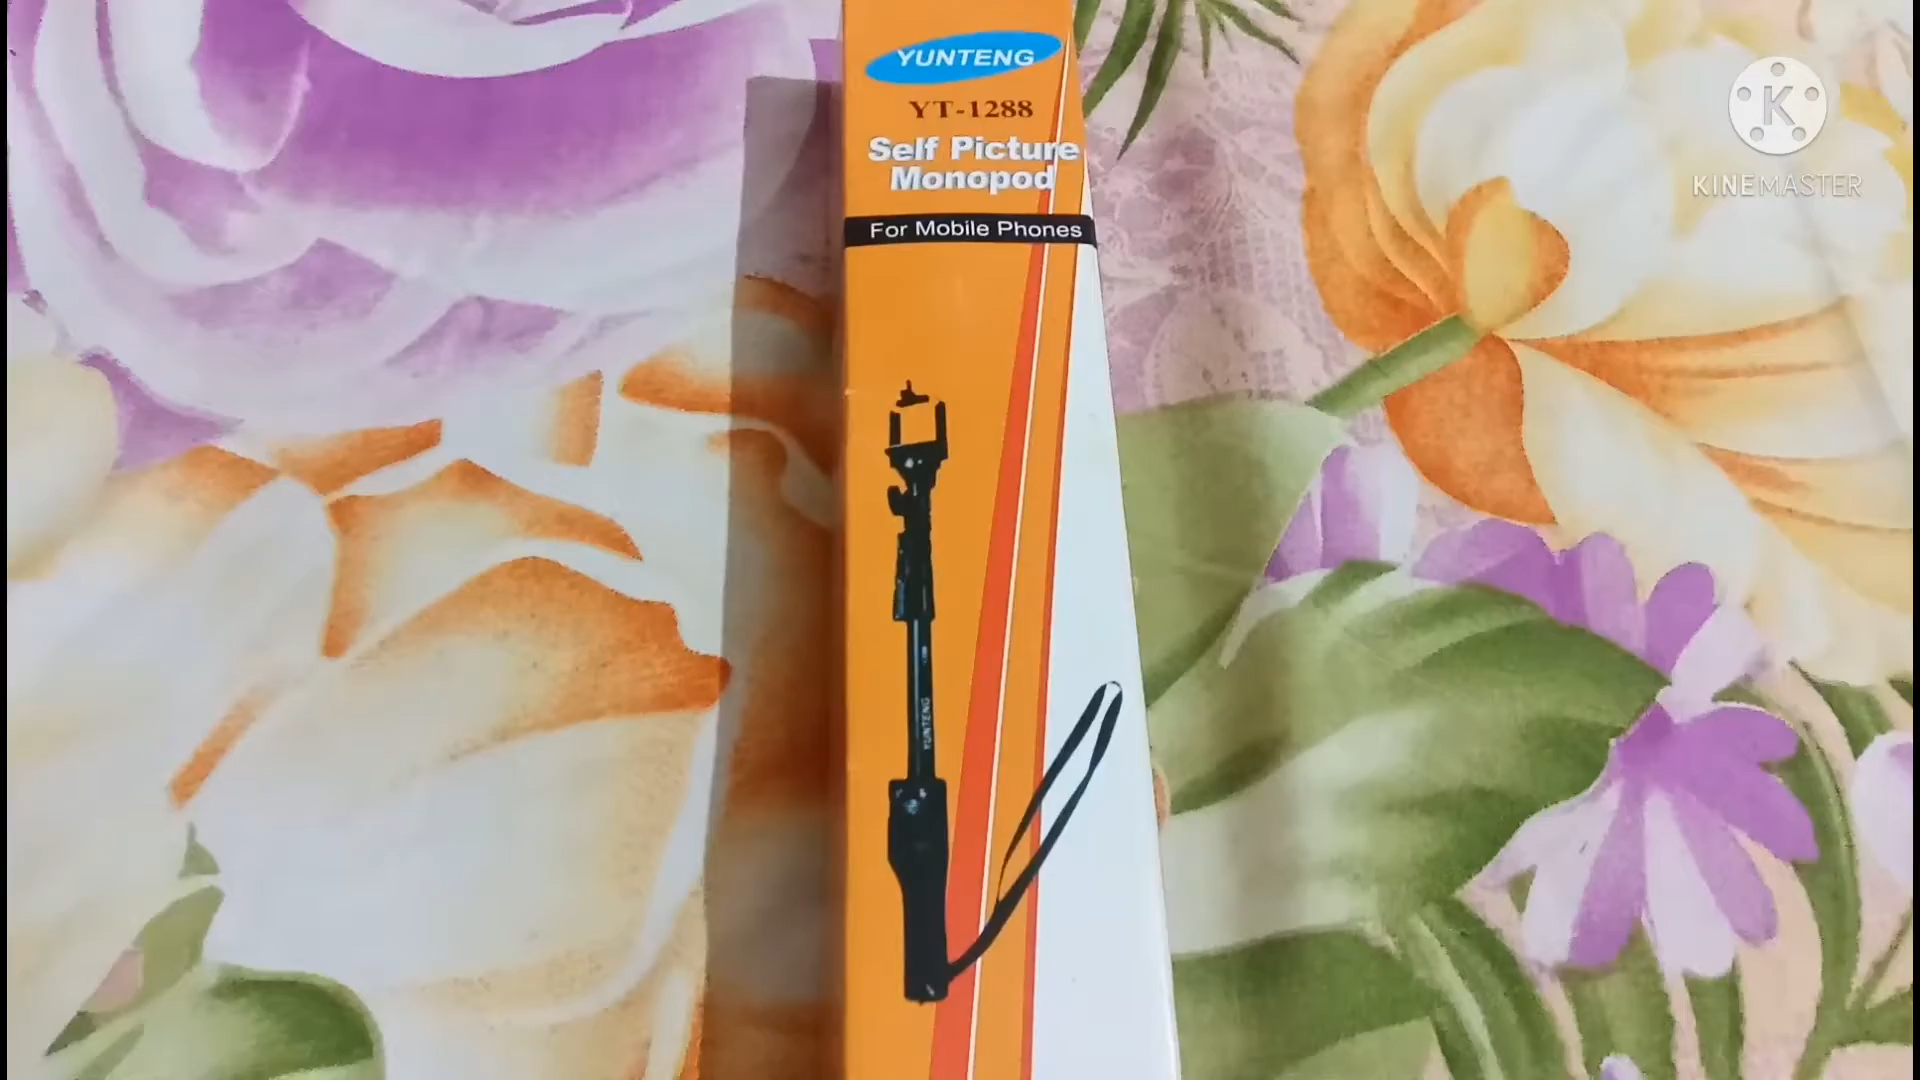 YUNTENG
YT-1288
Self Picture
Monopod
For Mobile Phones
YUNTENG
K
KINEMASTER